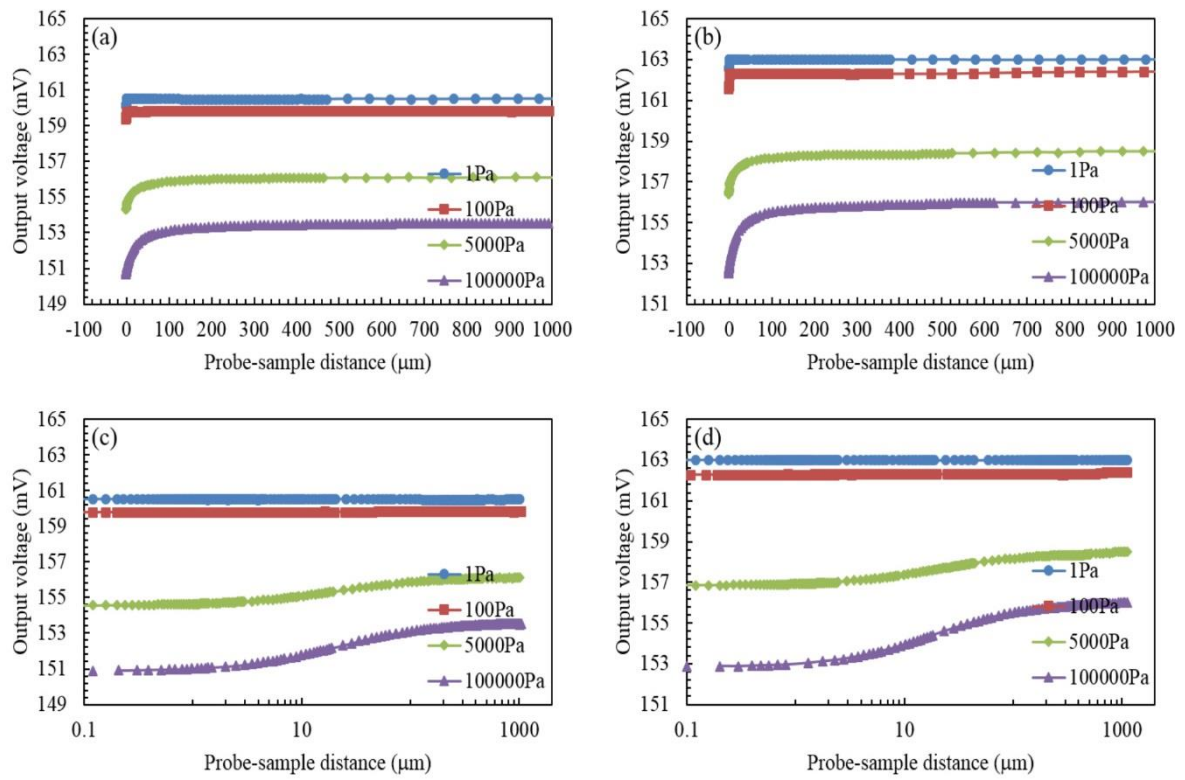 165
163
161
159
156
155
153
151
149
Output voltage (mV)
(a)
1Pa
100Pa
5000Pa
100000Pa
-100 0 100 200 300 400 500 600 700 800 900 1000
Probe-sample distance (μm)
165
163
161
159
158
156
155
153
151
Output voltage (mV)
(b)
1Pa
100Pa
5000Pa
100000Pa
-100 0 100 200 300 400 500 600 700 800 900 1000
Probe-sample distance (μm)
165
163
161
159
157
155
153
151
149
Output voltage (mV)
(c)
1Pa
100Pa
5000Pa
100000Pa
0.1 10 1000
Probe-sample distance (μm)
165
163
161
159
157
155
153
151
Output voltage (mV)
(d)
1Pa
100Pa
5000Pa
100000Pa
0.1 10 1000
Probe-sample distance (μm)